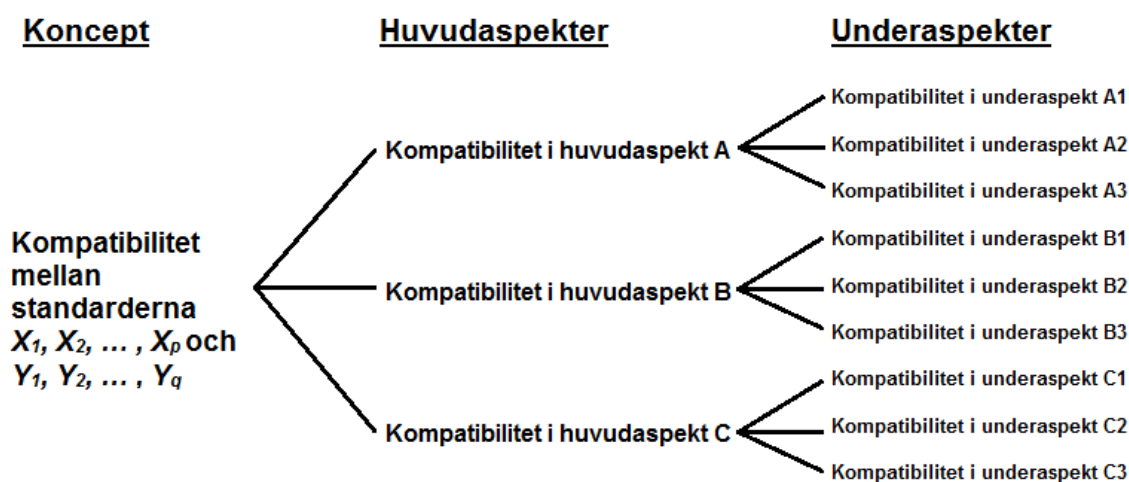 Koncept
Huvudaspekter
Underaspekter
Kompatibilitet
mellan
standarderna
X1, X2, ... , Xp och
Y1, Y2, ... , Yq
Kompatibilitet i huvudaspekt A
Kompatibilitet i huvudaspekt B
Kompatibilitet i huvudaspekt C
Kompatibilitet i underaspekt A1
Kompatibilitet i underaspekt A2
Kompatibilitet i underaspekt A3
Kompatibilitet i underaspekt B1
Kompatibilitet i underaspekt B2
Kompatibilitet i underaspekt B3
Kompatibilitet i underaspekt C1
Kompatibilitet i underaspekt C2
Kompatibilitet i underaspekt C3